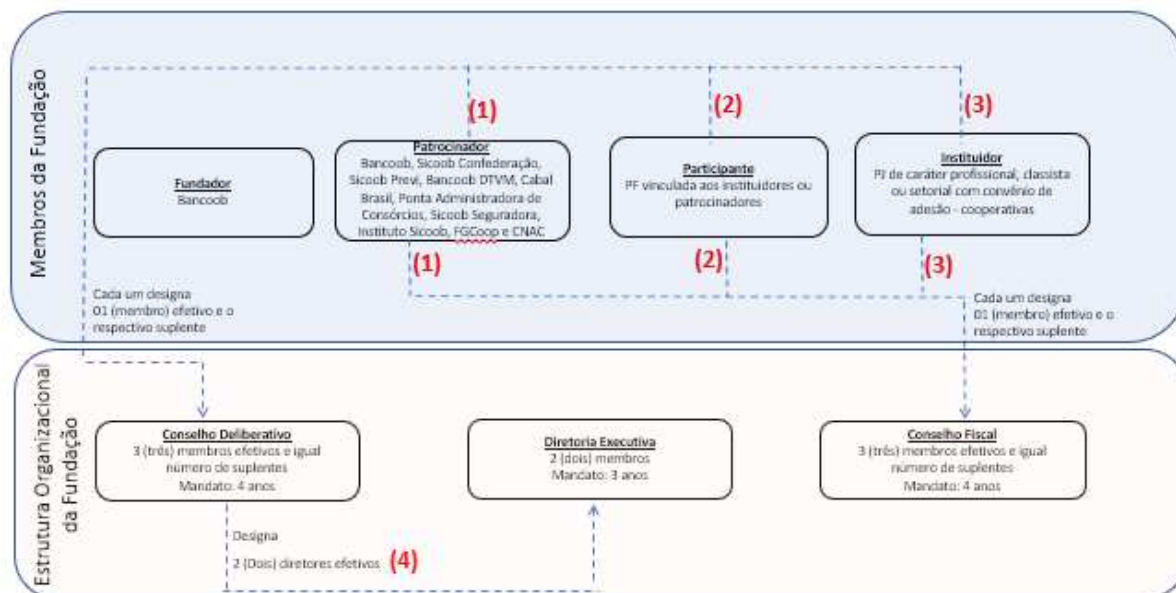 Membros da Fundação
(1)
(2)
(3)
Fundador
Bancoob
Patrocinador
Bancoob, Sicoob Confederação,
Sicoob Previ, Bancoob DTVM, Cabal
Brasil, Ponta Administradora de
Consórcios, Sicoob Seguradora,
Instituto Sicoob, FGCoop e CNAC
Participante
PF vinculada aos instituidores ou
patrocinadores
Instituidor
PJ de caráter profissional, classista
ou setorial com convênio de
adesão - cooperativas
(1)
(2)
(3)
Cada um designa
01 (membro) efetivo e o
respectivo suplente
Cada um designa
01 (membro) efetivo e o
respectivo suplente
Estrutura Organizacional
da Fundação
Conselho Deliberativo
3 (três) membros efetivos e igual
número de suplentes
Mandato: 4 anos
Diretoria Executiva
2 (dois) membros
Mandato: 3 anos
Conselho Fiscal
3 (três) membros efetivos e igual
número de suplentes
Mandato: 4 anos
Designa
2 (Dois) diretores efetivos (4)